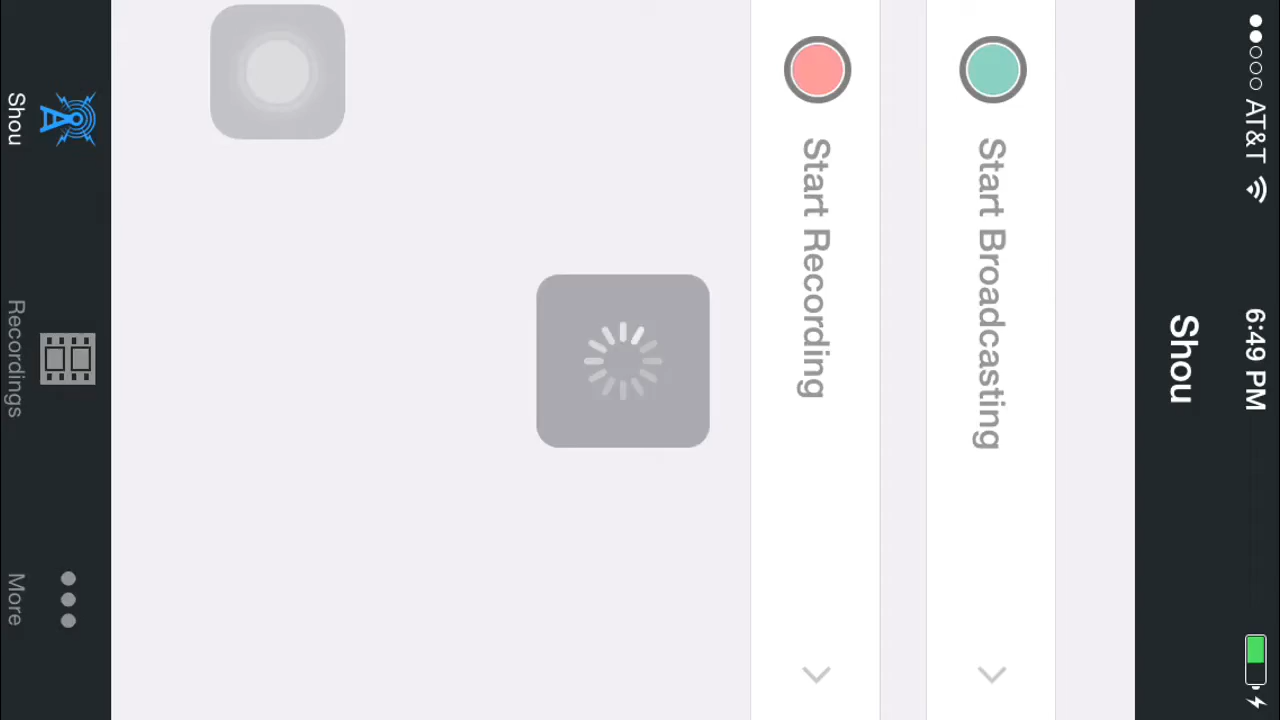 AT&T 6:49 PM
Shou
Start Broadcasting
Start Recording
Shou Recordings More